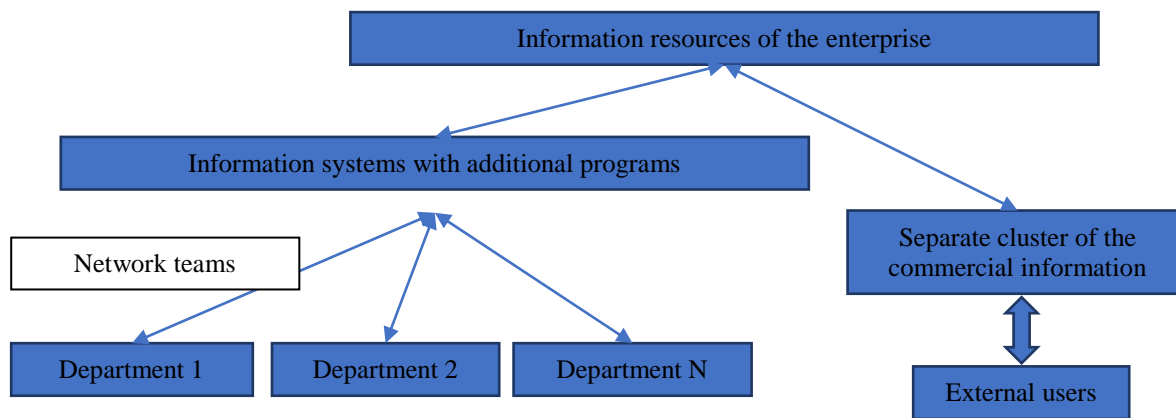 Information resources of the enterprise
Information systems with additional programs
Separate cluster of the
commercial information
Network teams
Department 1
Department 2
Department N
External users